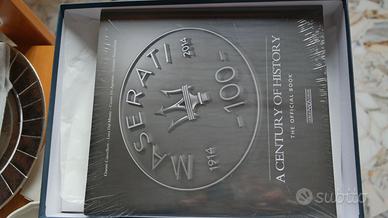 MASERATI
1914
100
2014
A CENTURY OF HISTORY
THE OFFICIAL BOOK
subito